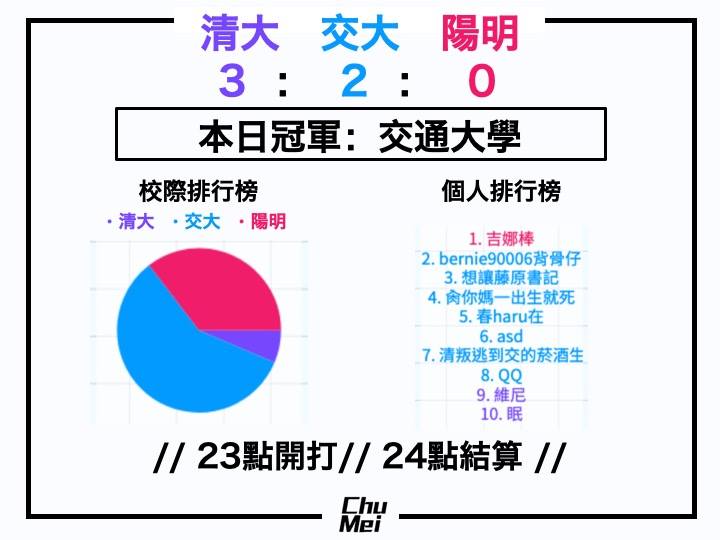 清大 交大 陽明
3 : 2 : 0
本日冠軍：交通大學
校際排行榜
・清大 ・交大 ・陽明
個人排行榜
1. 吉娜棒
2. bernie90006背骨仔
3. 想讓藤原書記
4. 肏你媽一出生就死
5. 春haru在
6. asd
7. 清叛逃到交的菸酒生
8. QQ
9. 維尼
10. 眠
// 23點開打// 24點結算 //
Chu
Mei